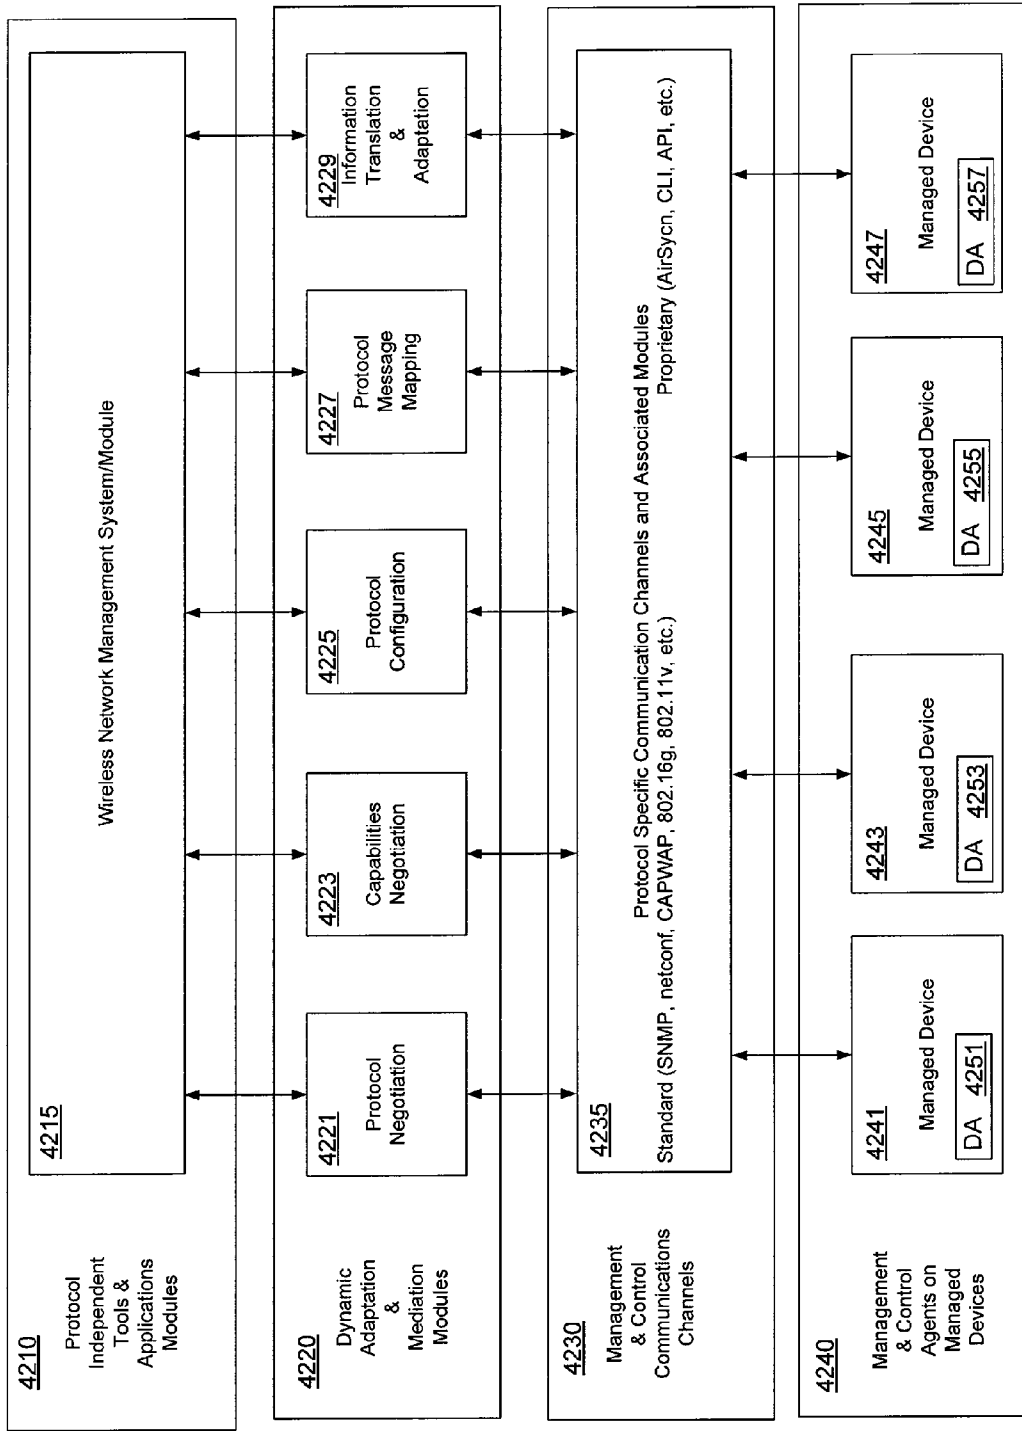 4210
Protocol
Independent
Tools &
Applications
Modules
4215
Wireless Network Management System/Module
4220
Dynamic
Adaptation
&
Mediation
Modules
4221
Protocol
Negotiation
4223
Capabilities
Negotiation
4225
Protocol
Configuration
4227
Protocol
Message
Mapping
4229
Information
Translation
&
Adaptation
4230
Management
& Control
Communications
Channels
4235
Protocol Specific Communication Channels and Associated Modules
Standard (SNMP, netconf, CAPWAP, 802.16g, 802.11v, etc.)
Proprietary (AirSycn, CLI, API, etc.)
4240
Management
& Control
Agents on
Managed
Devices
4241
Managed Device
DA 4251
4243
Managed Device
DA 4253
4245
Managed Device
DA 4255
4247
Managed Device
DA 4257